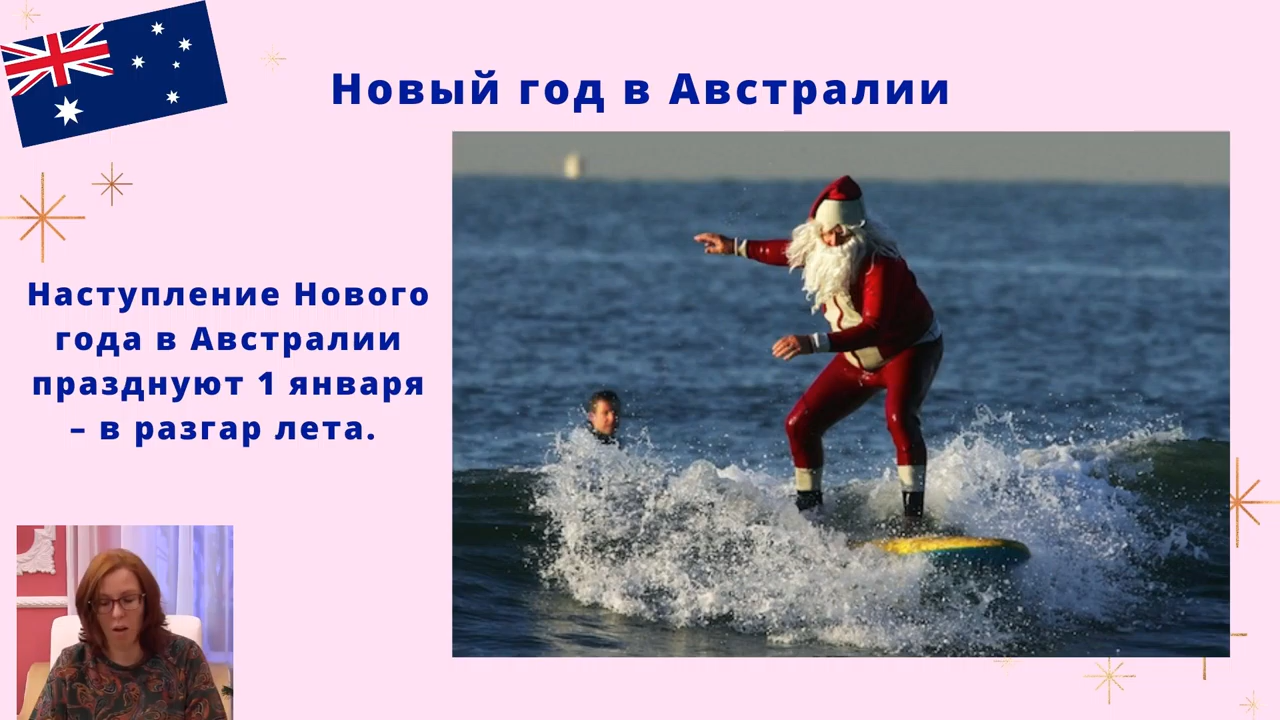 Новый год в Австралии
Наступление Нового
года в Австралии
празднуют 1 января
– в разгар лета.